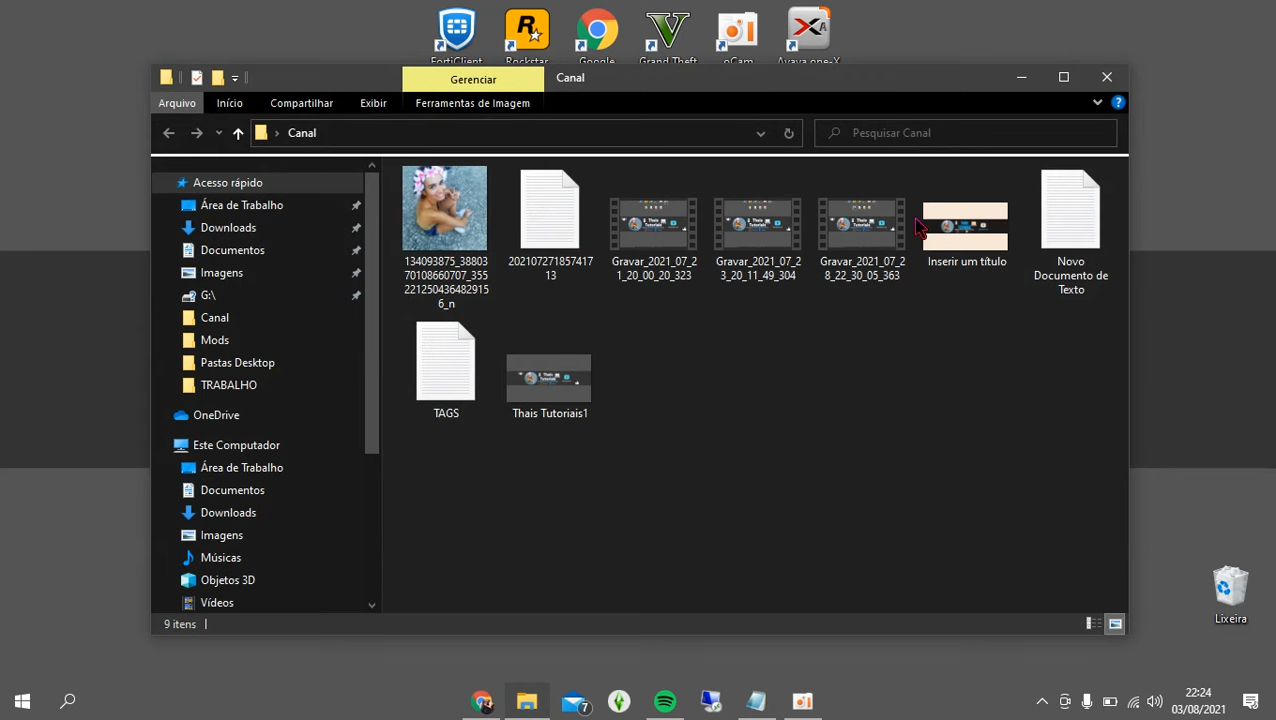 FortiClient
Rockstar
Google
Grand Theft
oCam
Avaya one-X
Gerenciar
Canal
Arquivo
Início
Compartilhar
Exibir
Ferramentas de Imagem
Canal
Pesquisar Canal
Acesso rápido
Área de Trabalho
Downloads
Documentos
Imagens
G:\
Canal
Mods
Pastas Desktop
TRABALHO
OneDrive
Este Computador
Área de Trabalho
Documentos
Downloads
Imagens
Músicas
Objetos 3D
Vídeos
134093875_38803
70108660707_355
221250436482915
6_n
202107271857417
13
Gravar_2021_07_2
1_20_00_20_323
Gravar_2021_07_2
3_20_11_49_304
Gravar_2021_07_2
8_22_30_05_363
Inserir um título
Novo
Documento de
Texto
TAGS
Thais
Tutoriais
Thais Tutoriais1
9 itens
Lixeira
7
22:24
03/08/2021